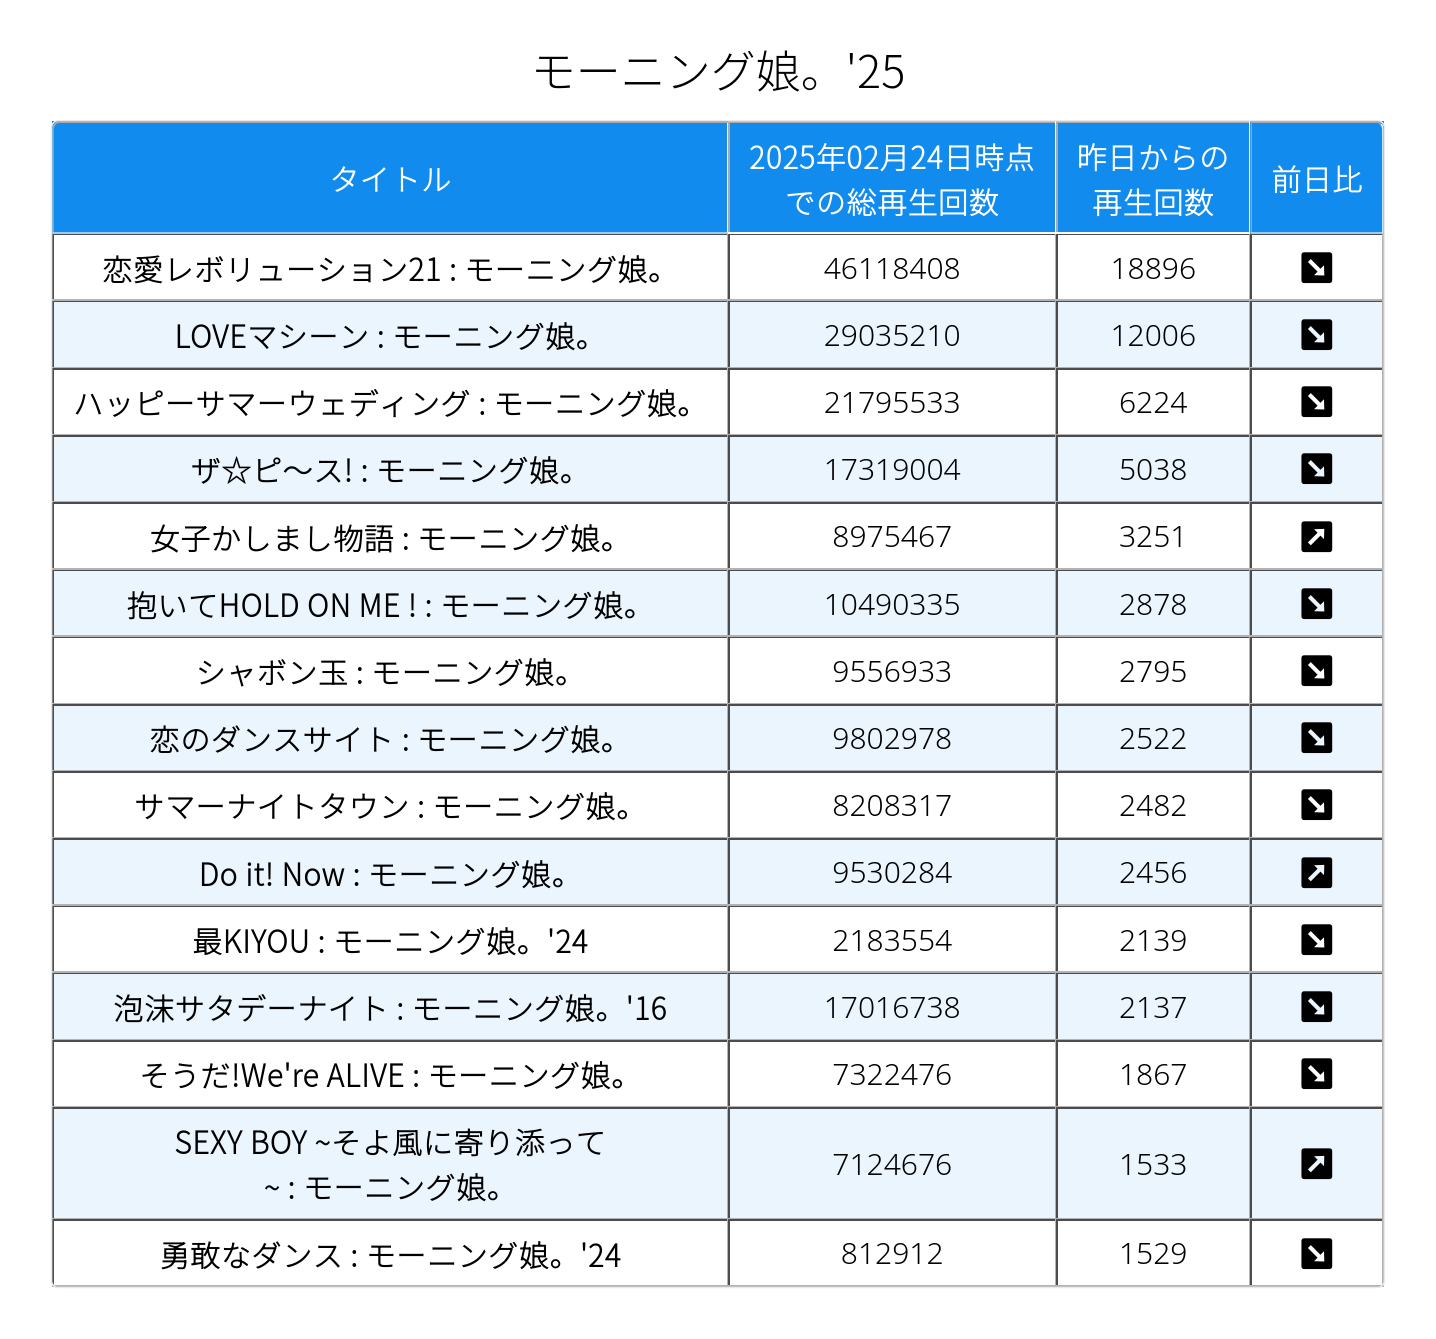 モーニング娘。'25
タイトル
2025年02月24日時点
での総再生回数
昨日からの
再生回数
前日比
恋愛レボリューション21 : モーニング娘。 46118408 18896 ↘
LOVEマシーン : モーニング娘。 29035210 12006 ↘
ハッピーサマーウェディング : モーニング娘。 21795533 6224 ↘
ザ☆ピ〜ス! : モーニング娘。 17319004 5038 ↘
女子かしまし物語 : モーニング娘。 8975467 3251 ↗
抱いてHOLD ON ME ! : モーニング娘。 10490335 2878 ↘
シャボン玉 : モーニング娘。 9556933 2795 ↘
恋のダンスサイト : モーニング娘。 9802978 2522 ↘
サマーナイトタウン : モーニング娘。 8208317 2482 ↘
Do it! Now : モーニング娘。 9530284 2456 ↗
最KIYOU : モーニング娘。'24 2183554 2139 ↘
泡沫サタデーナイト : モーニング娘。'16 17016738 2137 ↘
そうだ!We're ALIVE : モーニング娘。 7322476 1867 ↘
SEXY BOY ~そよ風に寄り添って
~ : モーニング娘。 7124676 1533 ↗
勇敢なダンス : モーニング娘。'24 812912 1529 ↘